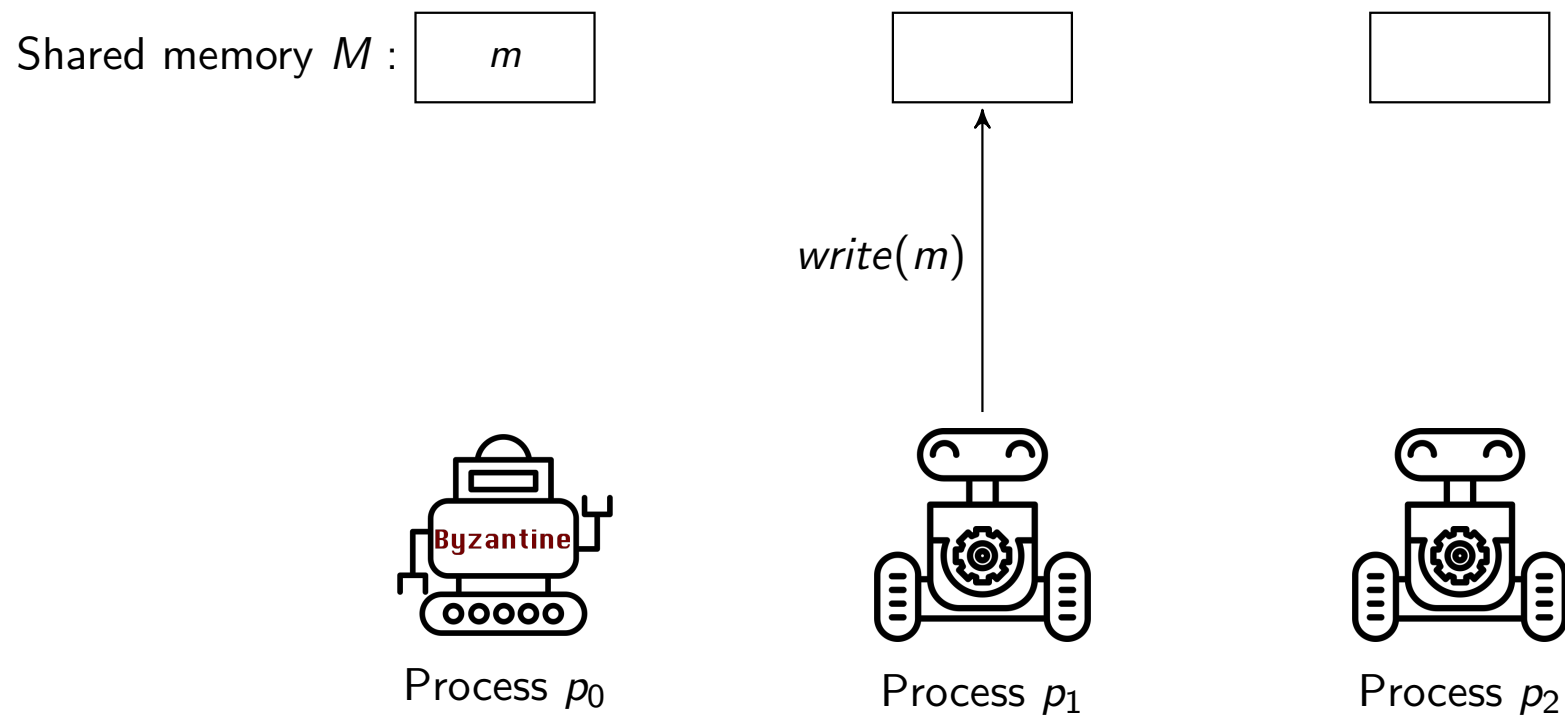 Shared memory M : m
write(m)
Byzantine
Process p₀ Process p₁ Process p₂